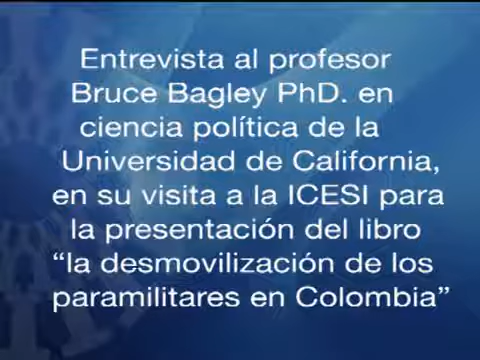 Entrevista al profesor
Bruce Bagley PhD. en
ciencia política de la
Universidad de California,
en su visita a la ICESI para
la presentación del libro
“la desmovilización de los
paramilitares en Colombia”